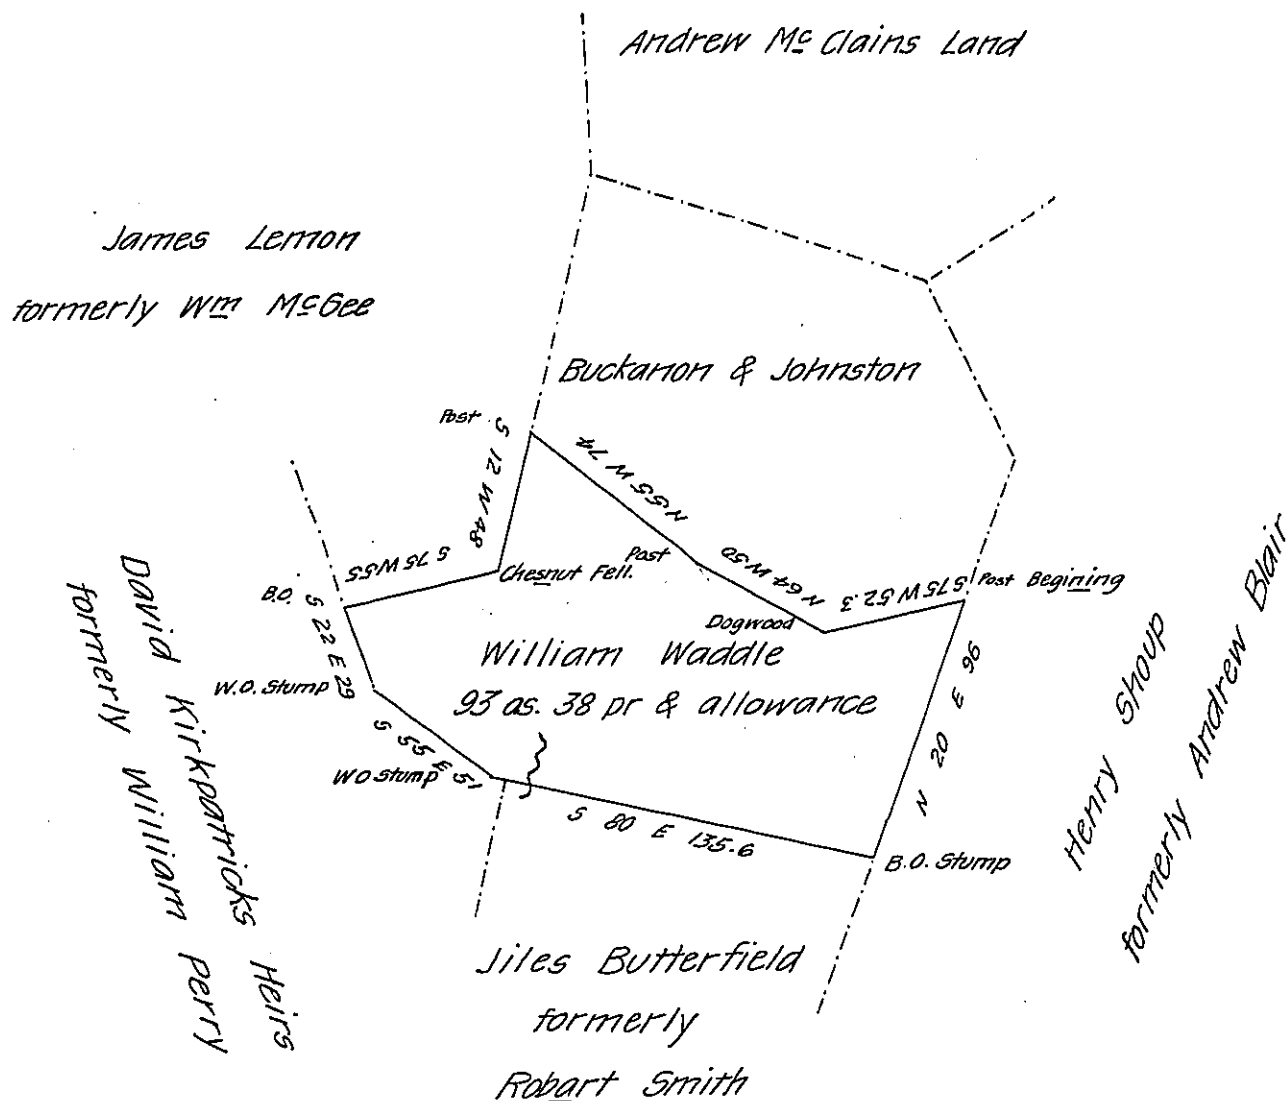 Andrew Mc Clains Land
James Lemon
formerly Wm McGee
Buckanon & Johnston
Post
S 12 W 48
N 55 W 74
S 75 W 55
Chesnut Fell.
Post
N 64 W 50
S 75 W 52.3
Post Begining
B.O.
Dogwood
S 22 E 29
William Waddle
93 as. 38 pr & allowance
W.O. Stump
N 20 E 96
S 55 E 51
W O Stump
S 80 E 135.6
B.O. Stump
Henry Shoup
formerly Andrew Blair
David Kirkpatricks Heirs
formerly William Perry
Jiles Butterfield
formerly
Robart Smith